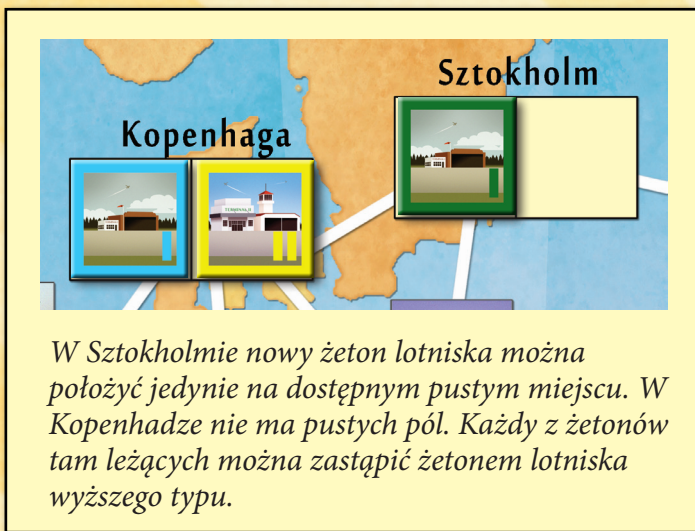 Sztokholm
Kopenhaga
W Sztokholmie nowy żeton lotniska można
położyć jedynie na dostępnym pustym miejscu. W
Kopenhadze nie ma pustych pól. Każdy z żetonów
tam leżących można zastąpić żetonem lotniska
wyższego typu.